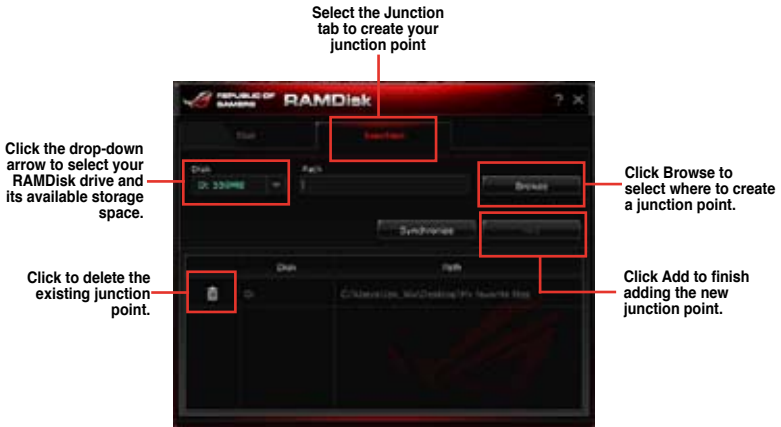 Select the Junction
tab to create your
junction point
REPUBLIC OF
GAMERS
RAMDisk
? ×
Disk
Junction
Click the drop-down
arrow to select your
RAMDisk drive and
its available storage
space.
Disk
Path
Browse
Click Browse to
select where to create
a junction point.
Synchronize
Click to delete the
existing junction
point.
Disk
Path
Click Add to finish
adding the new
junction point.